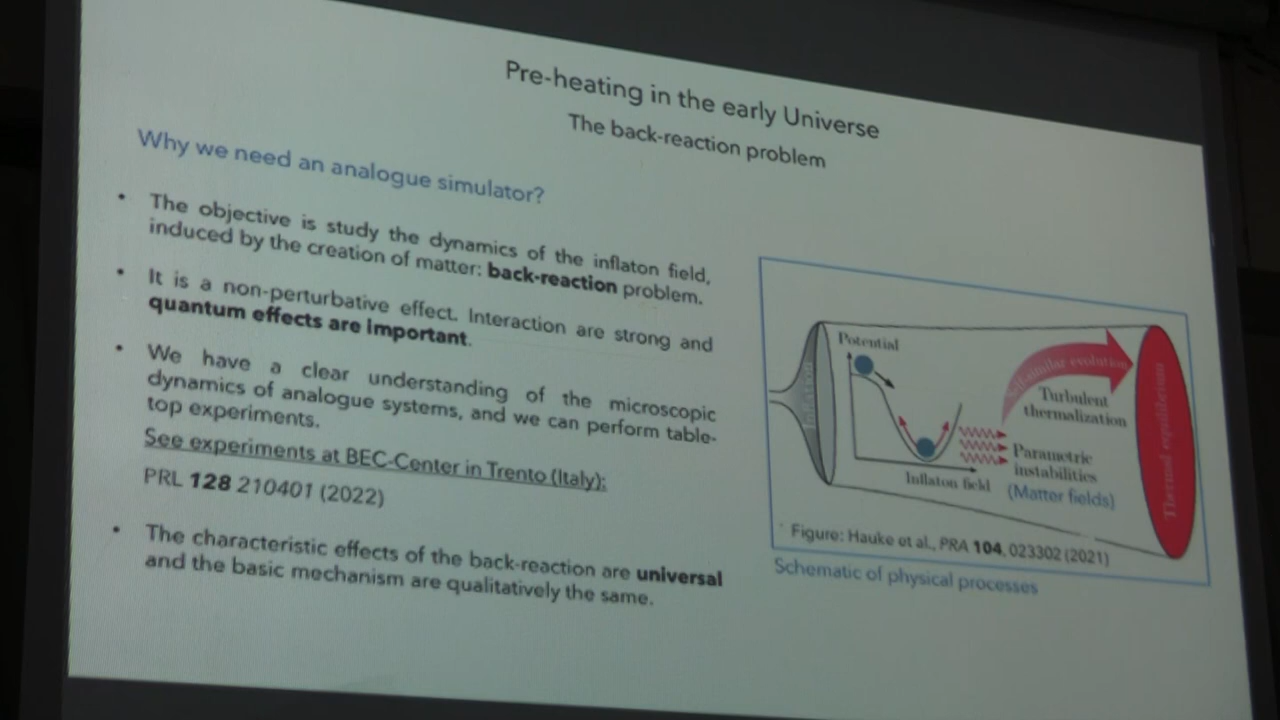 Pre-heating in the early Universe
The back-reaction problem
Why we need an analogue simulator?
• The objective is study the dynamics of the inflaton field,
induced by the creation of matter: back-reaction problem.
• It is a non-perturbative effect. Interaction are strong and
quantum effects are important.
• We have a clear understanding of the microscopic
dynamics of analogue systems, and we can perform table-
top experiments.
See experiments at BEC-Center in Trento (Italy):
PRL 128 210401 (2022)
• The characteristic effects of the back-reaction are universal
and the basic mechanism are qualitatively the same.
Inflation
Potential
Inflaton field
Self-similar evolution
Turbulent
thermalization
Parametric
instabilities
(Matter fields)
Thermal equilibrium
Figure: Hauke et al., PRA 104, 023302 (2021)
Schematic of physical processes